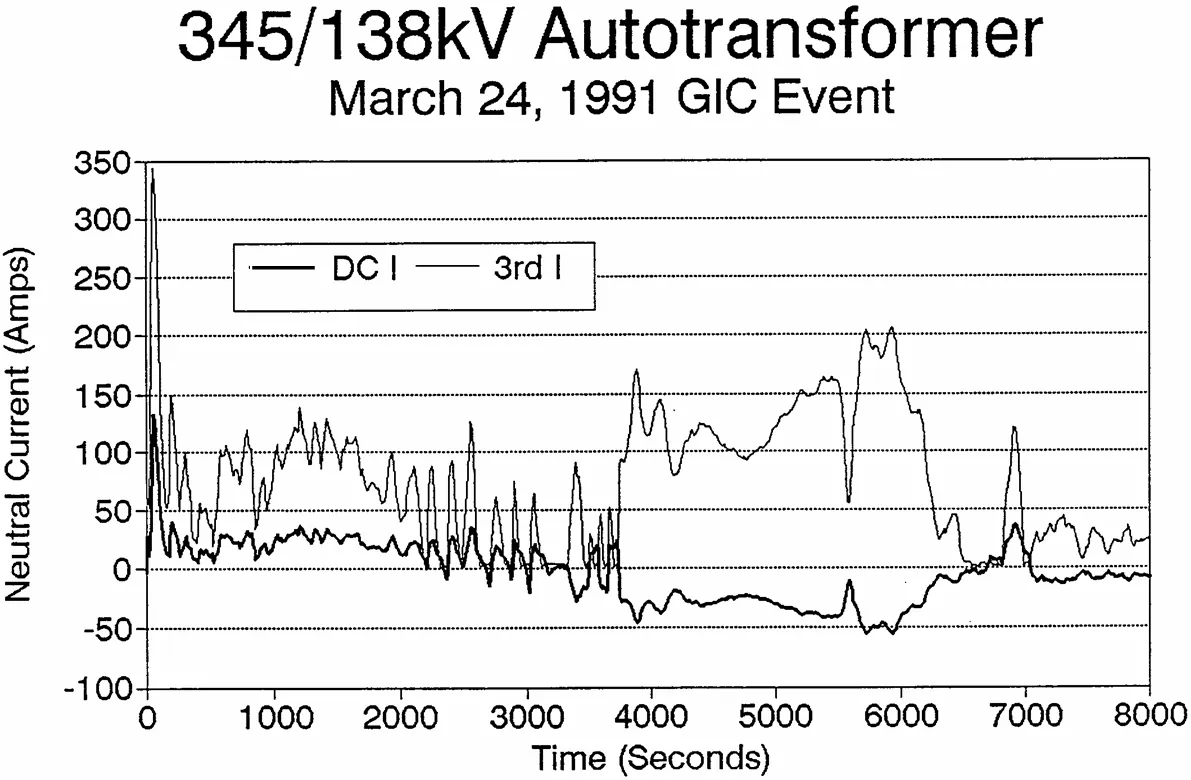 345/138kV Autotransformer
March 24, 1991 GIC Event
Neutral Current (Amps)
350
300
250
200
150
100
50
0
-50
-100
DC I 3rd I
0 1000 2000 3000 4000 5000 6000 7000 8000
Time (Seconds)